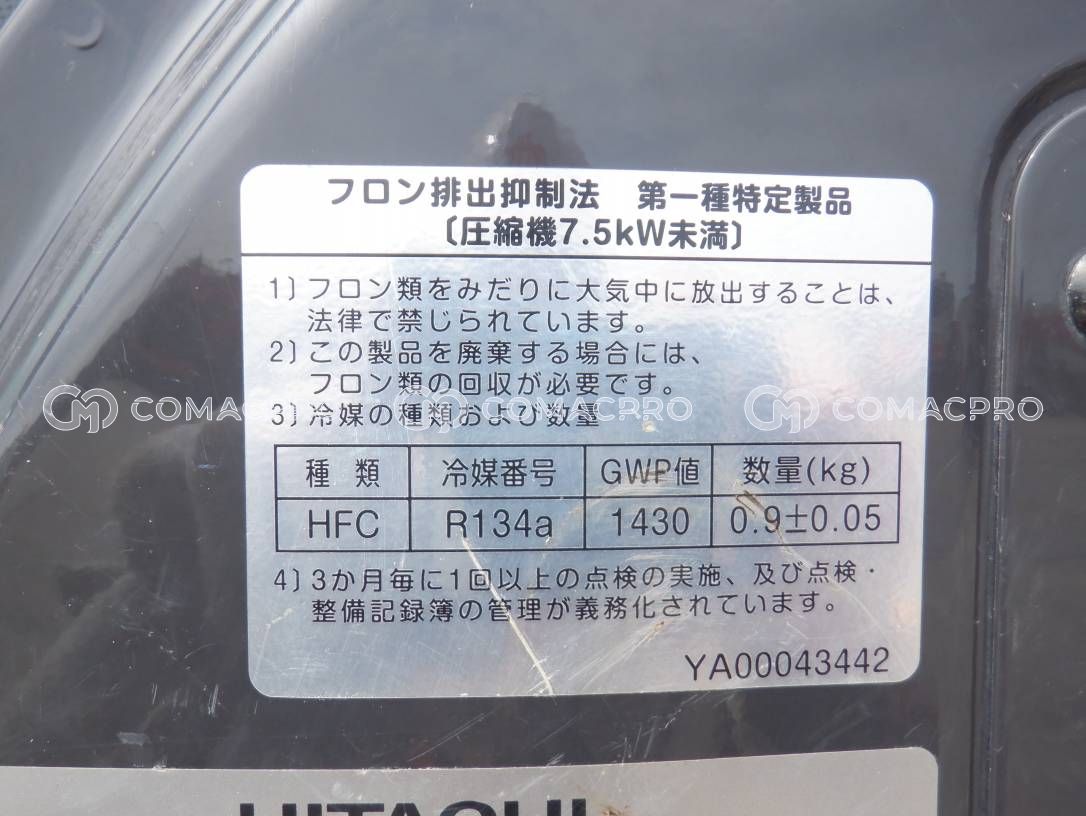 フロン排出抑制法　第一種特定製品
〔圧縮機7.5kW未満〕
1）フロン類をみだりに大気中に放出することは、
法律で禁じられています。
2）この製品を廃棄する場合には、
フロン類の回収が必要です。
COMACPRO COMACPRO COMACPRO
3）冷媒の種類および数量
種類 冷媒番号 GWP値 数量(kg)
HFC R134a 1430 0.9±0.05
4）3か月毎に1回以上の点検の実施、及び点検・
整備記録簿の管理が義務化されています。
YA00043442
HITACHI